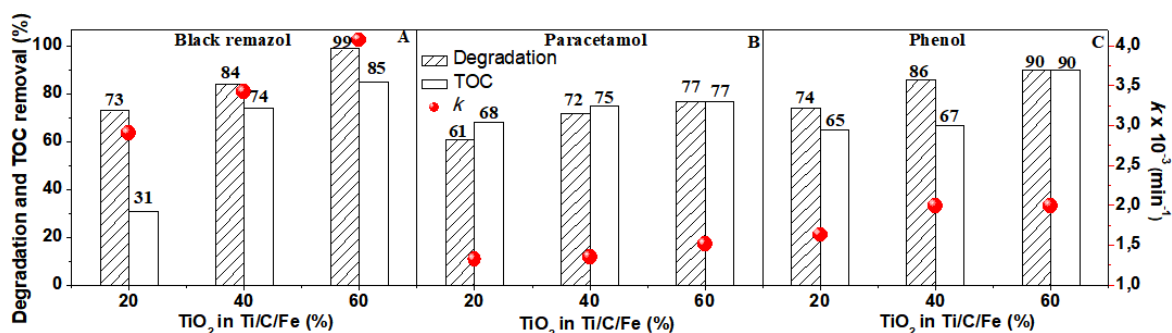 Degradation and TOC removal (%)
100
80
60
40
20
0
Black remazol
A
73
31
84
74
99
85
20
40
60
TiO2 in Ti/C/Fe (%)
Paracetamol
B
Degradation
TOC
k
61
68
72
75
77
77
20
40
60
TiO2 in Ti/C/Fe (%)
Phenol
C
74
65
86
67
90
90
20
40
60
TiO2 in Ti/C/Fe (%)
4,0
3,5
3,0
2,5
2,0
1,5
1,0
k x 10⁻³ (min⁻¹)